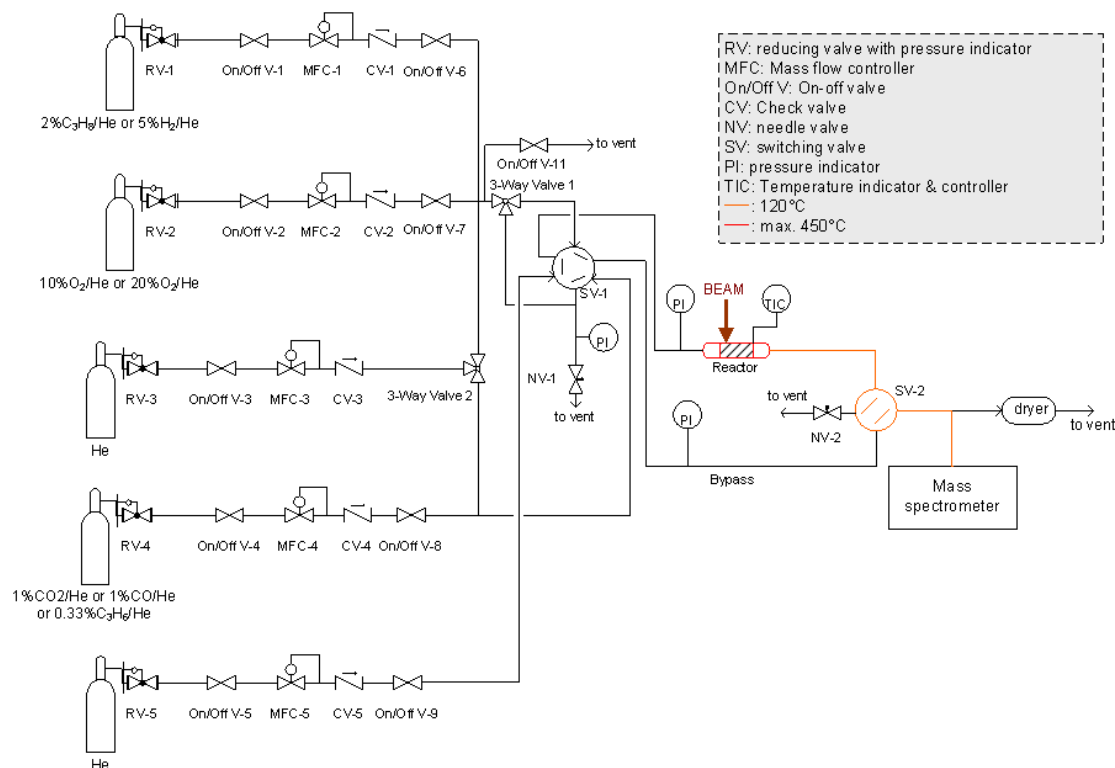 RV: reducing valve with pressure indicator
MFC: Mass flow controller
On/Off V: On-off valve
CV: Check valve
NV: needle valve
SV: switching valve
PI: pressure indicator
TIC: Temperature indicator & controller
—: 120°C
—: max. 450°C
RV-1
On/Off V-1
MFC-1
CV-1
On/Off V-6
2%C₃H₈/He or 5%H₂/He
to vent
On/Off V-11
3-Way Valve 1
RV-2
On/Off V-2
MFC-2
CV-2
On/Off V-7
10%O₂/He or 20%O₂/He
SV-1
PI
BEAM
TIC
Reactor
PI
NV-1
to vent
RV-3
On/Off V-3
MFC-3
CV-3
3-Way Valve 2
He
to vent
SV-2
NV-2
dryer
to vent
PI
Bypass
Mass
spectrometer
RV-4
On/Off V-4
MFC-4
CV-4
On/Off V-8
1%CO2/He or 1%CO/He
or 0.33%C₃H₆/He
RV-5
On/Off V-5
MFC-5
CV-5
On/Off V-9
He